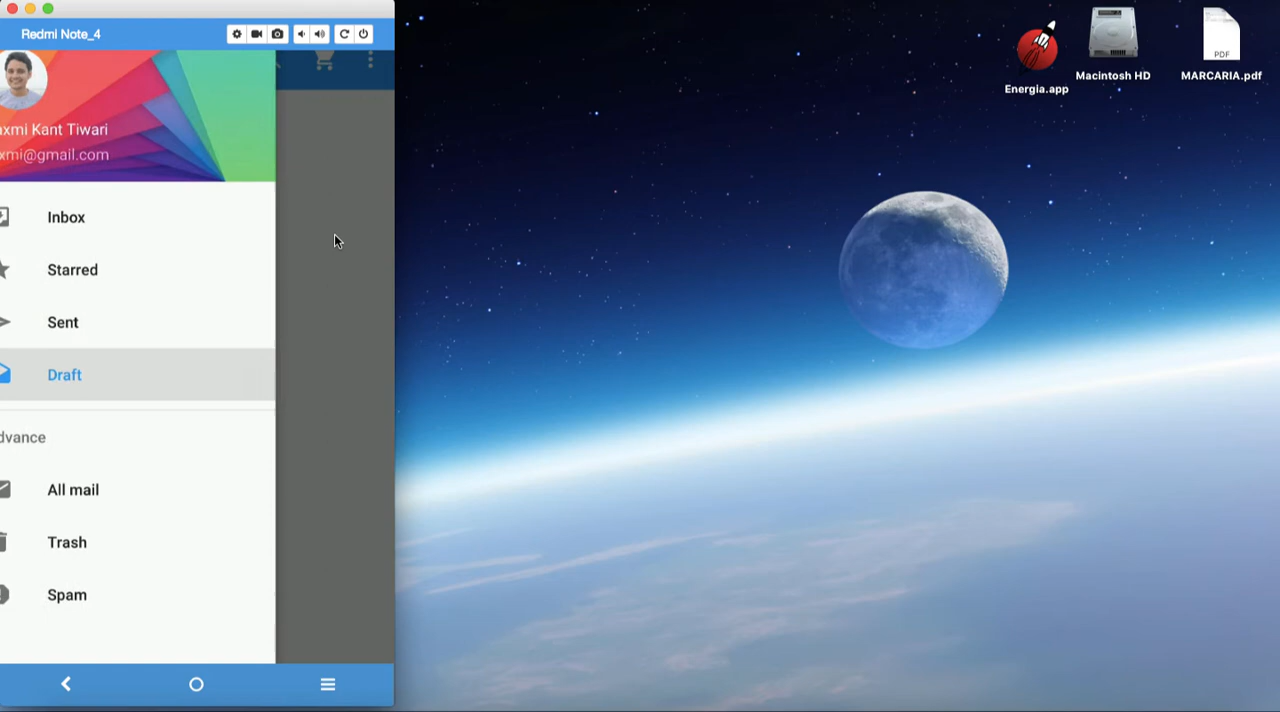 Redmi Note_4
axmi Kant Tiwari
xmi@gmail.com
Inbox
Starred
Sent
Draft
dvance
All mail
Trash
Spam
Energia.app
Macintosh HD
PDF
MARCARIA.pdf